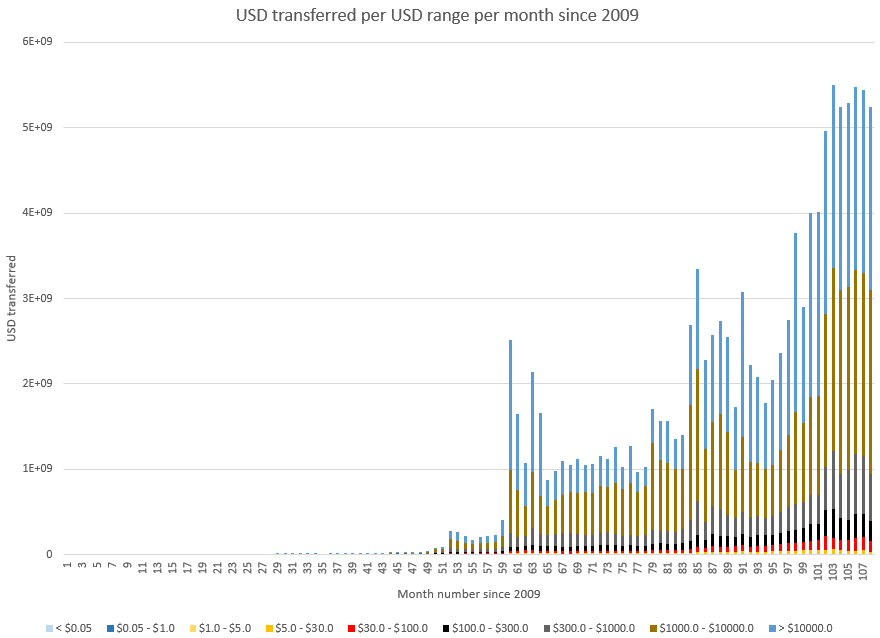 USD transferred per USD range per month since 2009
6E+09
5E+09
4E+09
3E+09
2E+09
1E+09
0
USD transferred
1 3 5 7 9 11 13 15 17 19 21 23 25 27 29 31 33 35 37 39 41 43 45 47 49 51 53 55 57 59 61 63 65 67 69 71 73 75 77 79 81 83 85 87 89 91 93 95 97 99 101 103 105 107
Month number since 2009
< $0.05 $0.05 - $1.0 $1.0 - $5.0 $5.0 - $30.0 $30.0 - $100.0 $100.0 - $300.0 $300.0 - $1000.0 $1000.0 - $10000.0 > $10000.0